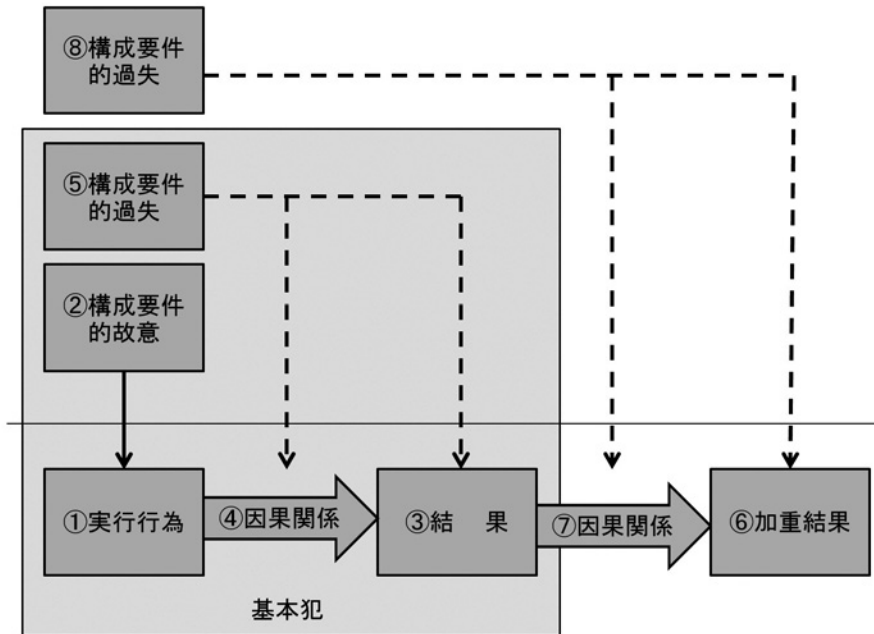 ⑧構成要件
的過失
⑤構成要件
的過失
②構成要件
的故意
①実行行為
④因果関係
③結　果
⑦因果関係
⑥加重結果
基本犯